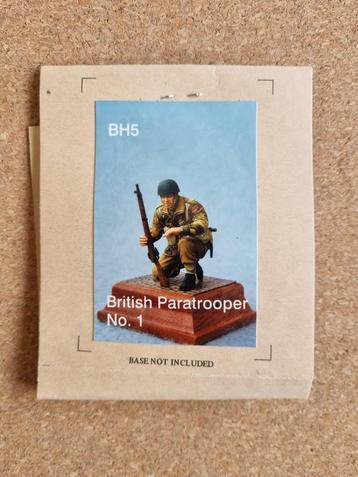 BH5
British Paratrooper
No. 1
BASE NOT INCLUDED